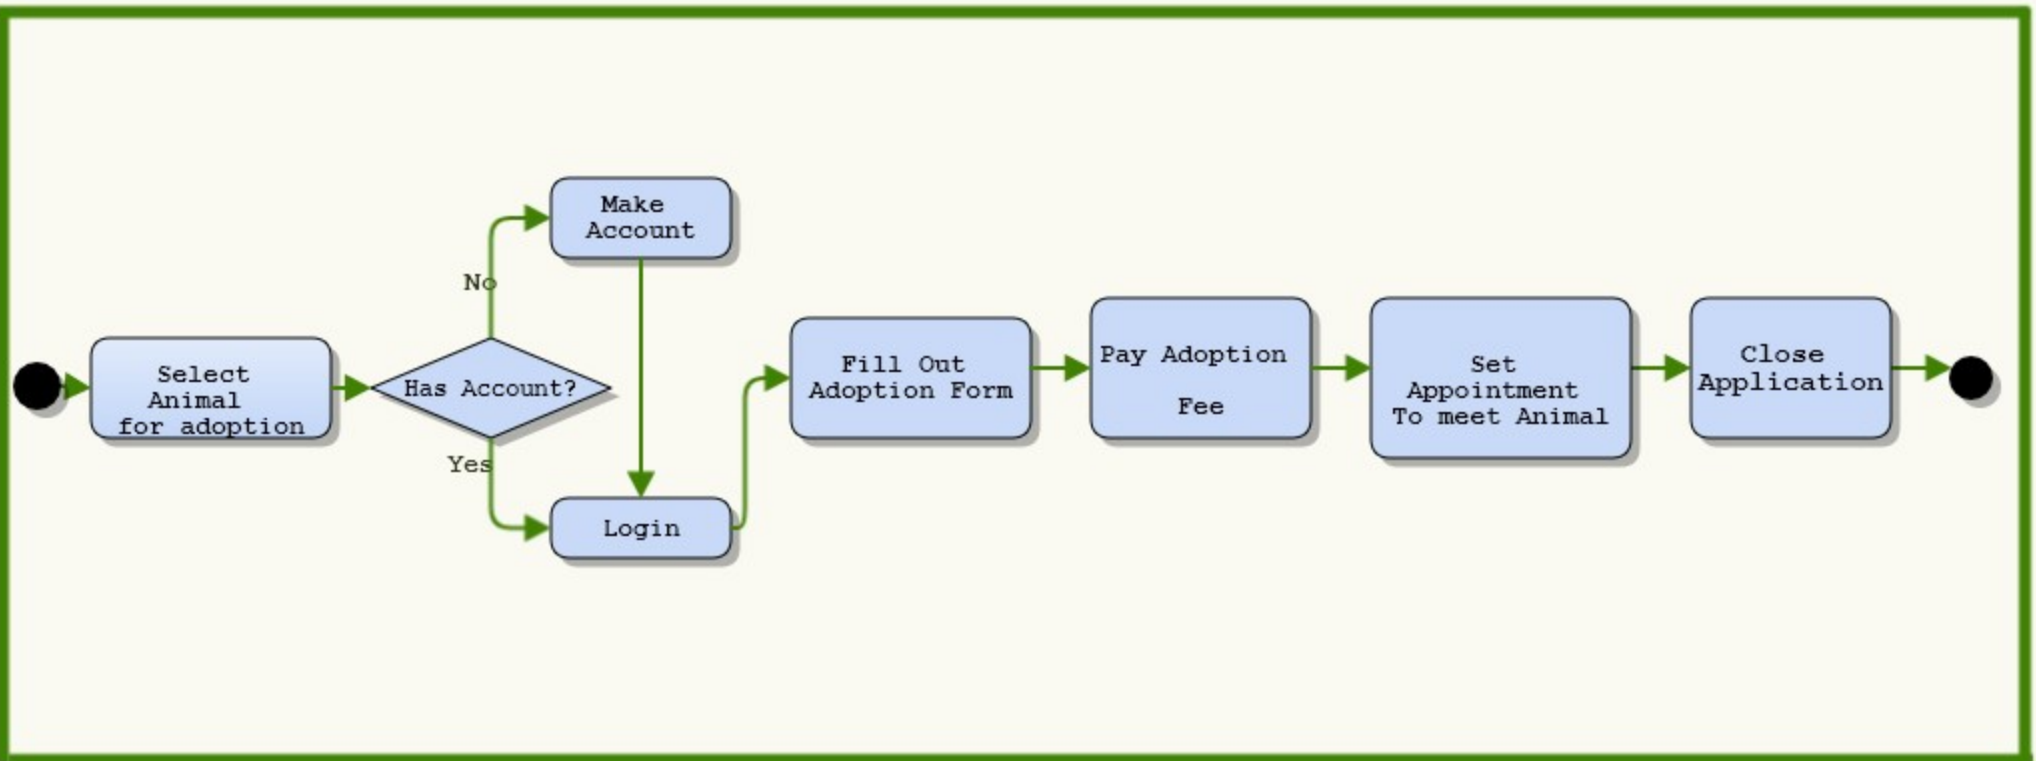 Select
Animal
for adoption
Has Account?
No
Yes
Make
Account
Login
Fill Out
Adoption Form
Pay Adoption
Fee
Set
Appointment
To meet Animal
Close
Application